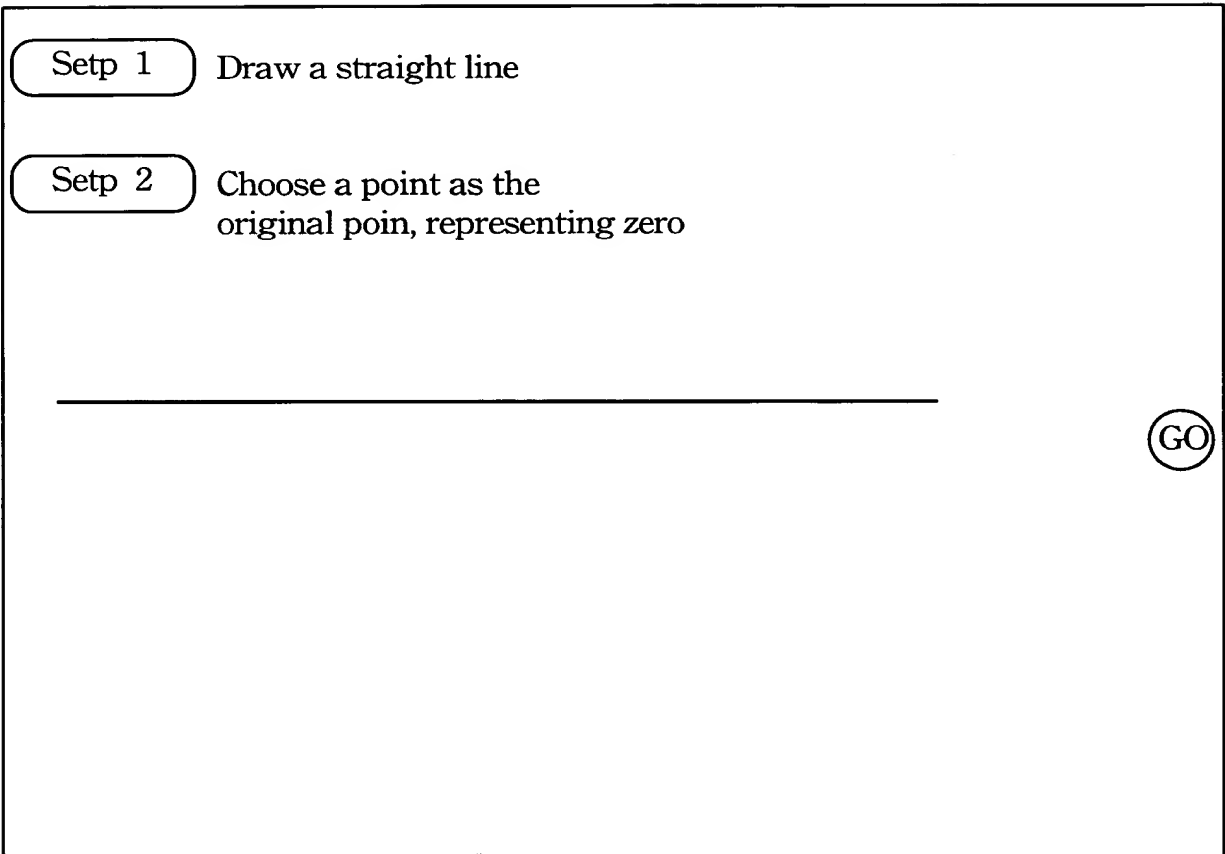 Setp 1 Draw a straight line
Setp 2 Choose a point as the
original poin, representing zero
GO